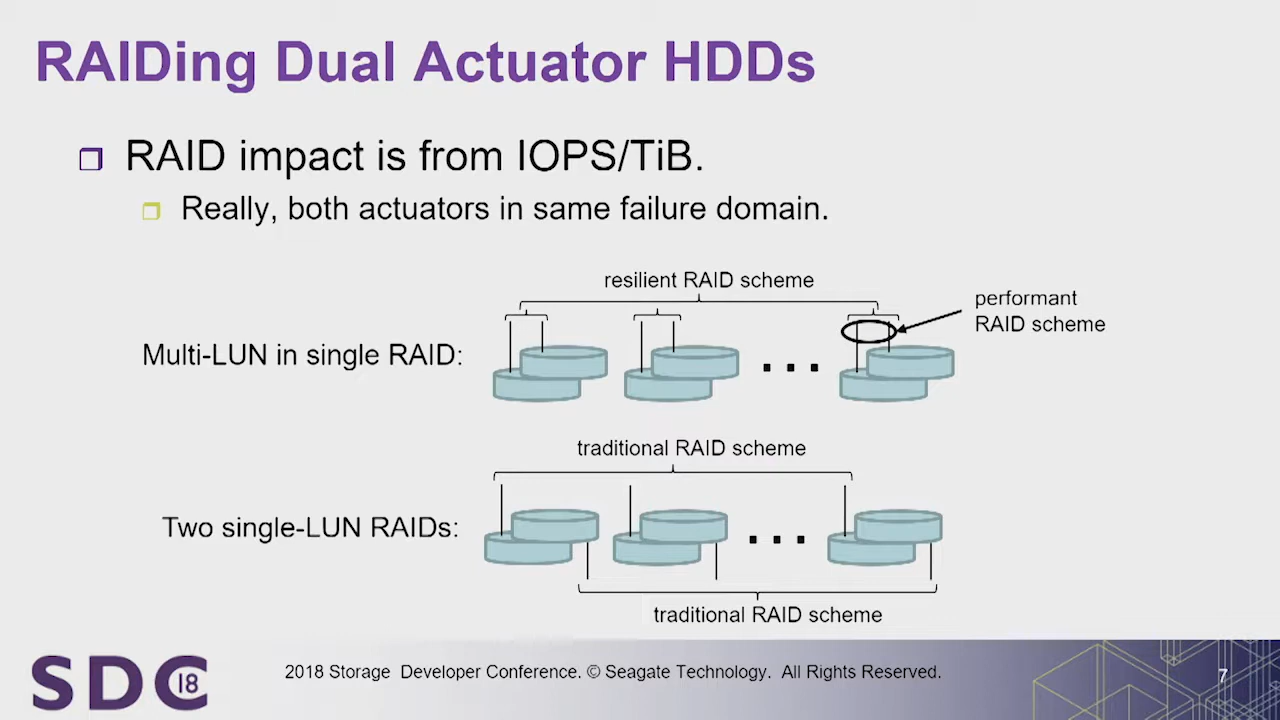 RAIDing Dual Actuator HDDs
RAID impact is from IOPS/TiB.
Really, both actuators in same failure domain.
resilient RAID scheme
performant
RAID scheme
Multi-LUN in single RAID:
traditional RAID scheme
Two single-LUN RAIDs:
traditional RAID scheme
SDC 18
2018 Storage Developer Conference. © Seagate Technology. All Rights Reserved.
7